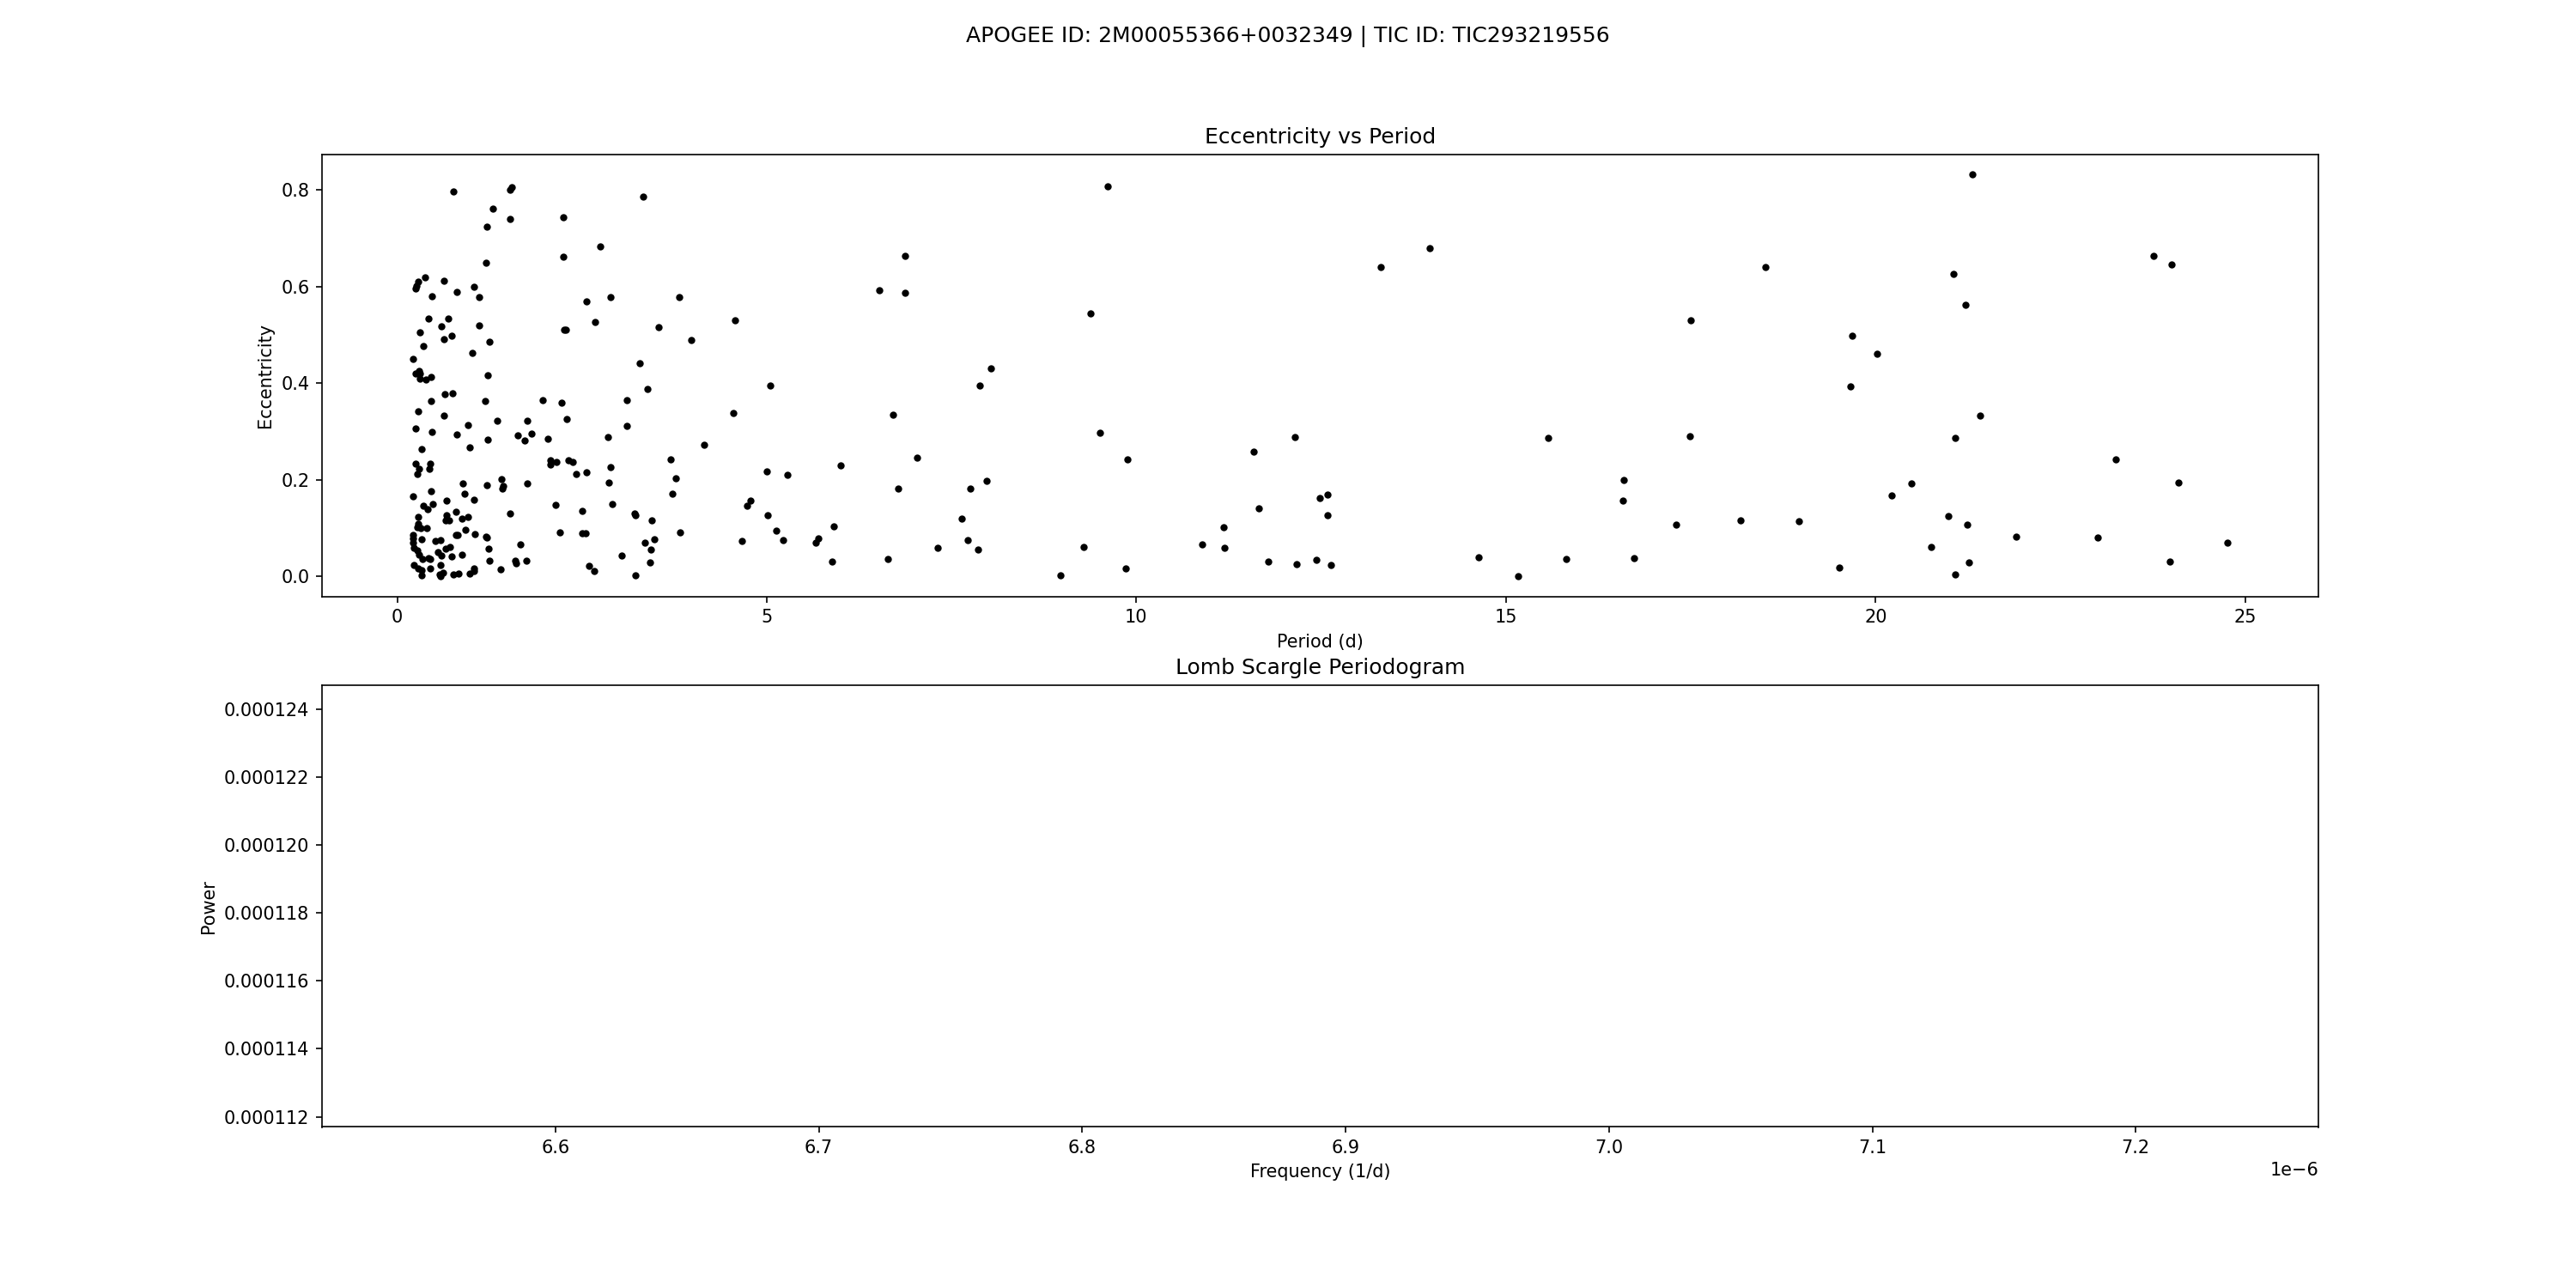 APOGEE ID: 2M00055366+0032349 | TIC ID: TIC293219556
Eccentricity vs Period
0.8
0.6
0.4
0.2
0.0
Eccentricity
0 5 10 15 20 25
Period (d)
Lomb Scargle Periodogram
0.000124
0.000122
0.000120
0.000118
0.000116
0.000114
0.000112
Power
6.6 6.7 6.8 6.9 7.0 7.1 7.2
Frequency (1/d)
1e−6